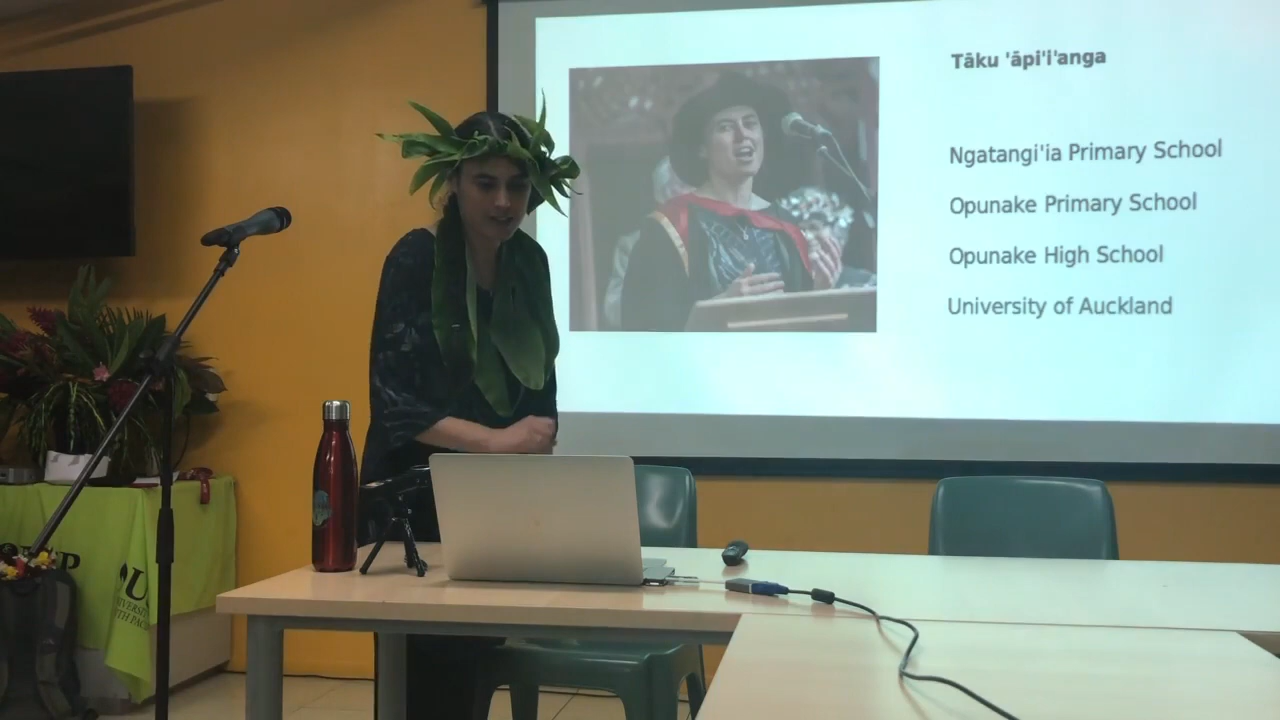 Tāku 'āpi'i'anga
Ngatangi'ia Primary School
Opunake Primary School
Opunake High School
University of Auckland